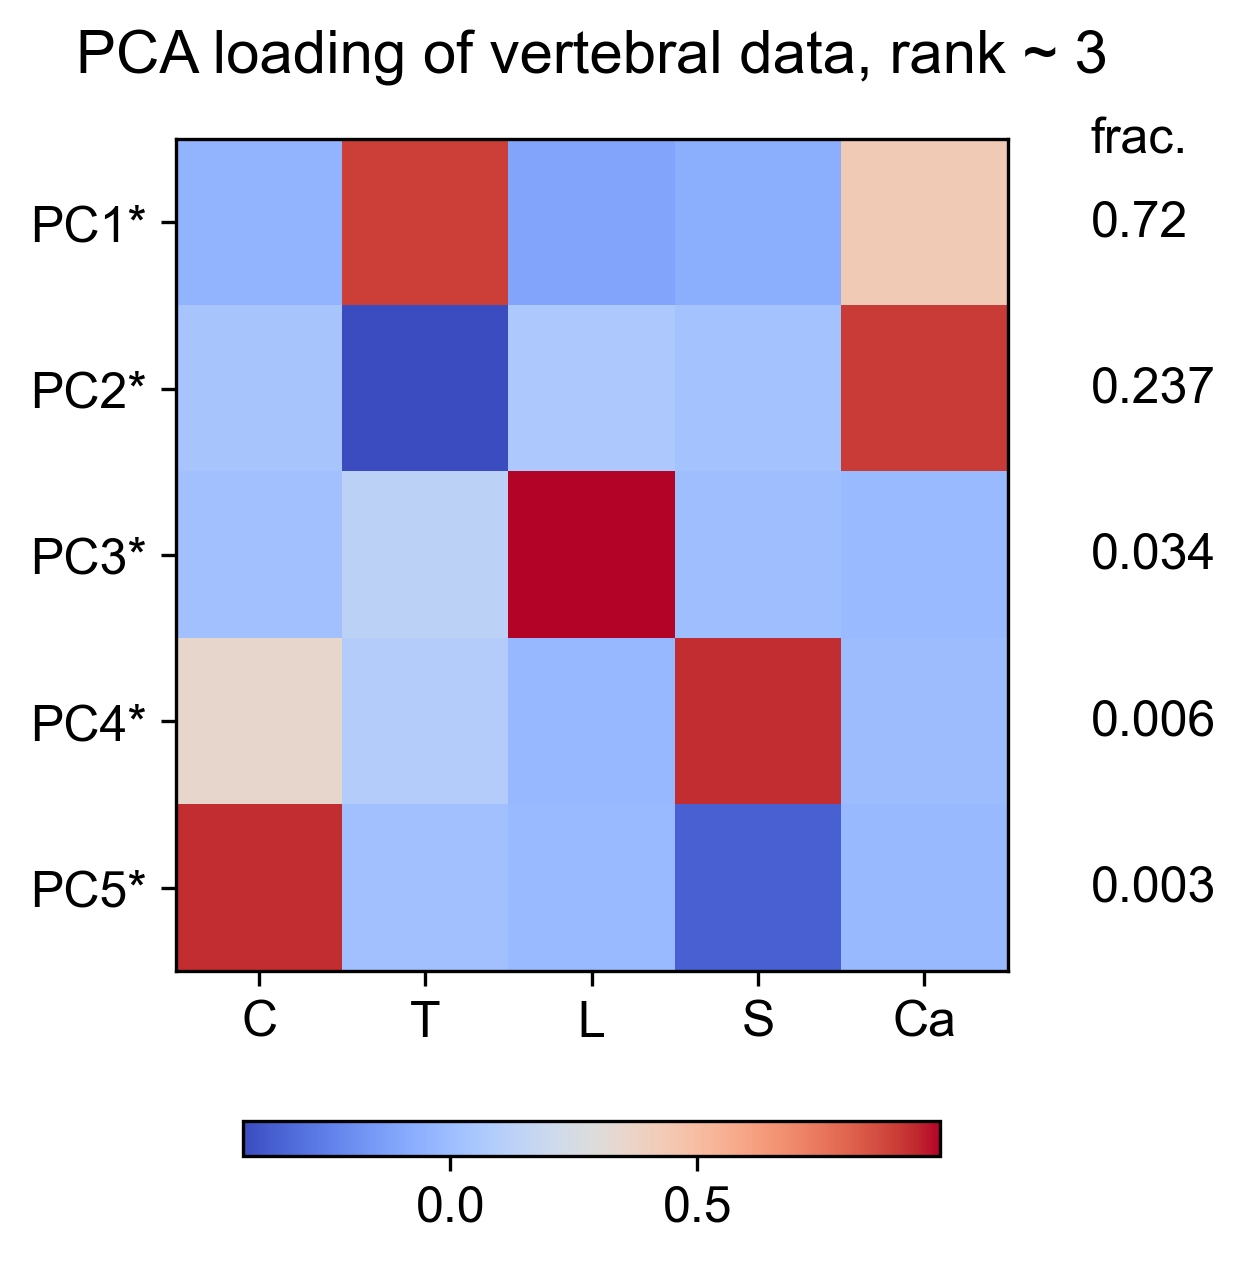 PCA loading of vertebral data, rank ~ 3
frac.
PC1* 0.72
PC2* 0.237
PC3* 0.034
PC4* 0.006
PC5* 0.003
C T L S Ca
0.0 0.5